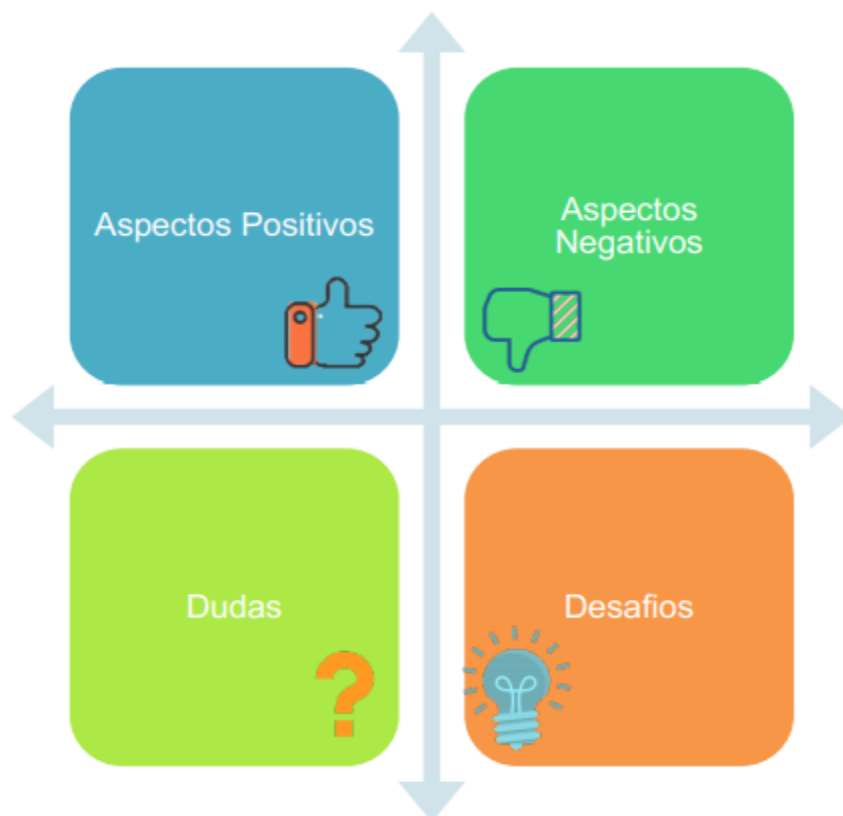 Aspectos Positivos
Aspectos
Negativos
Dudas
Desafios
?